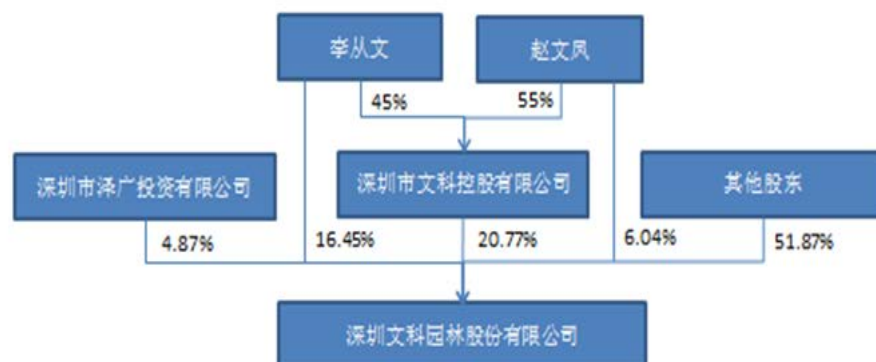 李从文
赵文凤
45%
55%
深圳市泽广投资有限公司
深圳市文科控股有限公司
其他股东
4.87%
16.45%
20.77%
6.04%
51.87%
深圳文科园林股份有限公司